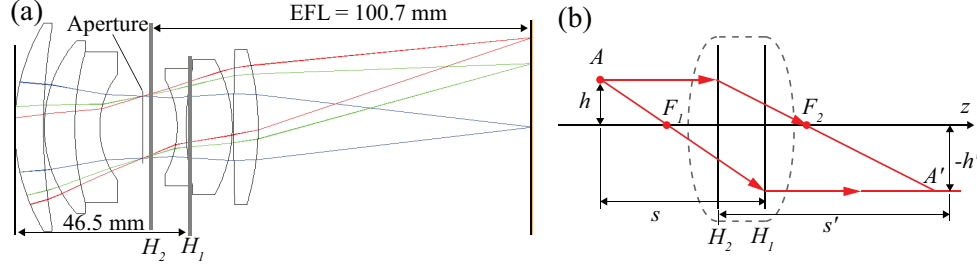 (a)
EFL = 100.7 mm
Aperture
46.5 mm
H₂
H₁
(b)
A
h
F₁
F₂
z
-h'
A'
s
H₂
H₁
s'